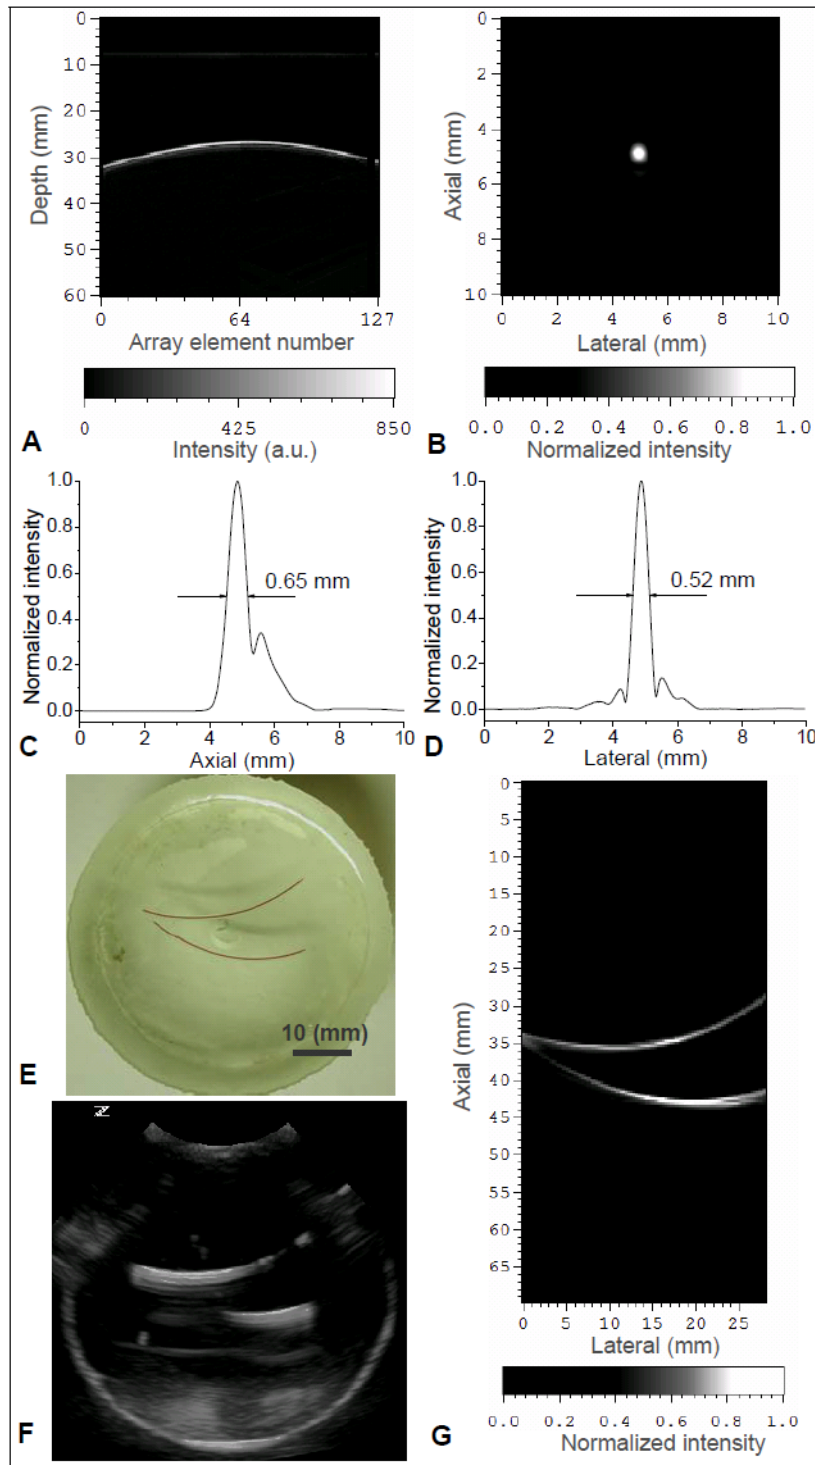 0
10
20
30
40
50
60
Depth (mm)
0 64 127
Array element number
0 425 850
A Intensity (a.u.)
0
2
4
6
8
10
Axial (mm)
0 2 4 6 8 10
Lateral (mm)
0.0 0.2 0.4 0.6 0.8 1.0
B Normalized intensity
1.0
0.8
0.6
0.4
0.2
0.0
Normalized intensity
0.65 mm
0 2 4 6 8 10
C Axial (mm)
1.0
0.8
0.6
0.4
0.2
0.0
Normalized intensity
0.52 mm
0 2 4 6 8 10
D Lateral (mm)
10 (mm)
E
F
0
5
10
15
20
25
30
35
40
45
50
55
60
65
Axial (mm)
0 5 10 15 20 25
Lateral (mm)
0.0 0.2 0.4 0.6 0.8 1.0
G Normalized intensity